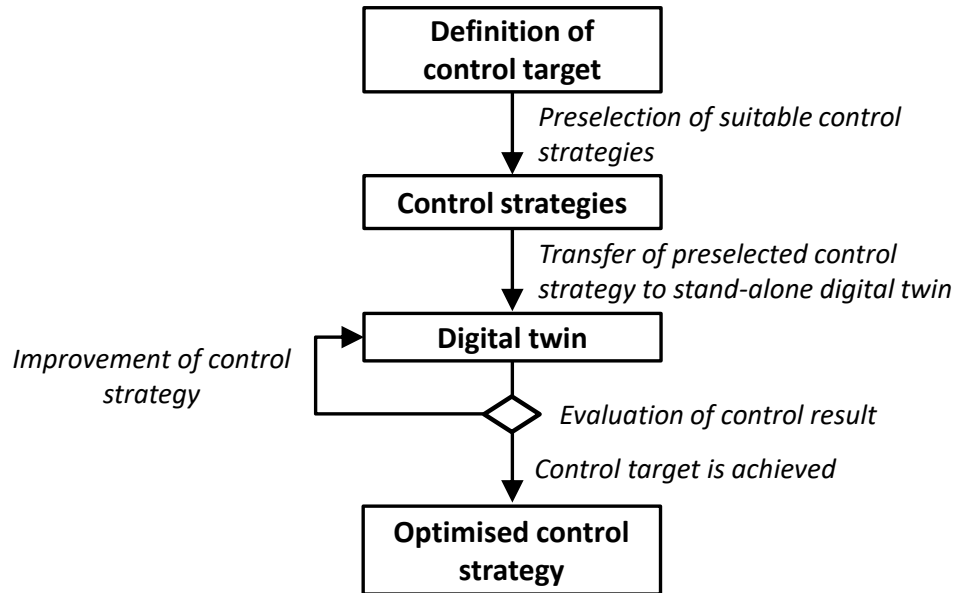 Definition of
control target
Preselection of suitable control
strategies
Control strategies
Transfer of preselected control
strategy to stand-alone digital twin
Digital twin
Improvement of control
strategy
Evaluation of control result
Control target is achieved
Optimised control
strategy